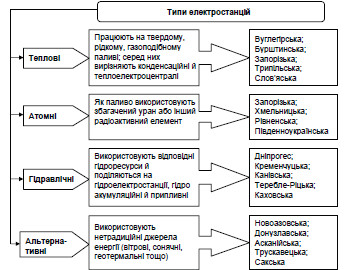 Типи електростанцій
Теплові
Працюють на твердому,
рідкому, газоподібному
паливі; серед них
вирізняють конденсаційні й
теплоелектроцентралі
Вуглегірська;
Бурштинська;
Запорізька;
Трипільська;
Слов'яська
Атомні
Як паливо використовують
збагачений уран або інший
радіоактивний елемент
Запорізька;
Хмельницька;
Рівненська;
Південноукраїнська
Гідравлічні
Використовують відповідні
гідроресурси й
поділяються на
гідроелектростанції, гідро
акумуляційні й припливні
Дніпрогес;
Кременчуцька;
Канівська;
Теребле-Ріцька;
Каховська
Альтерна-
тивні
Використовують
нетрадиційні джерела
енергії (вітрові, сонячні,
геотермальні тощо)
Новоазовська;
Донузлавська;
Асканійська;
Трускавецька;
Сакська